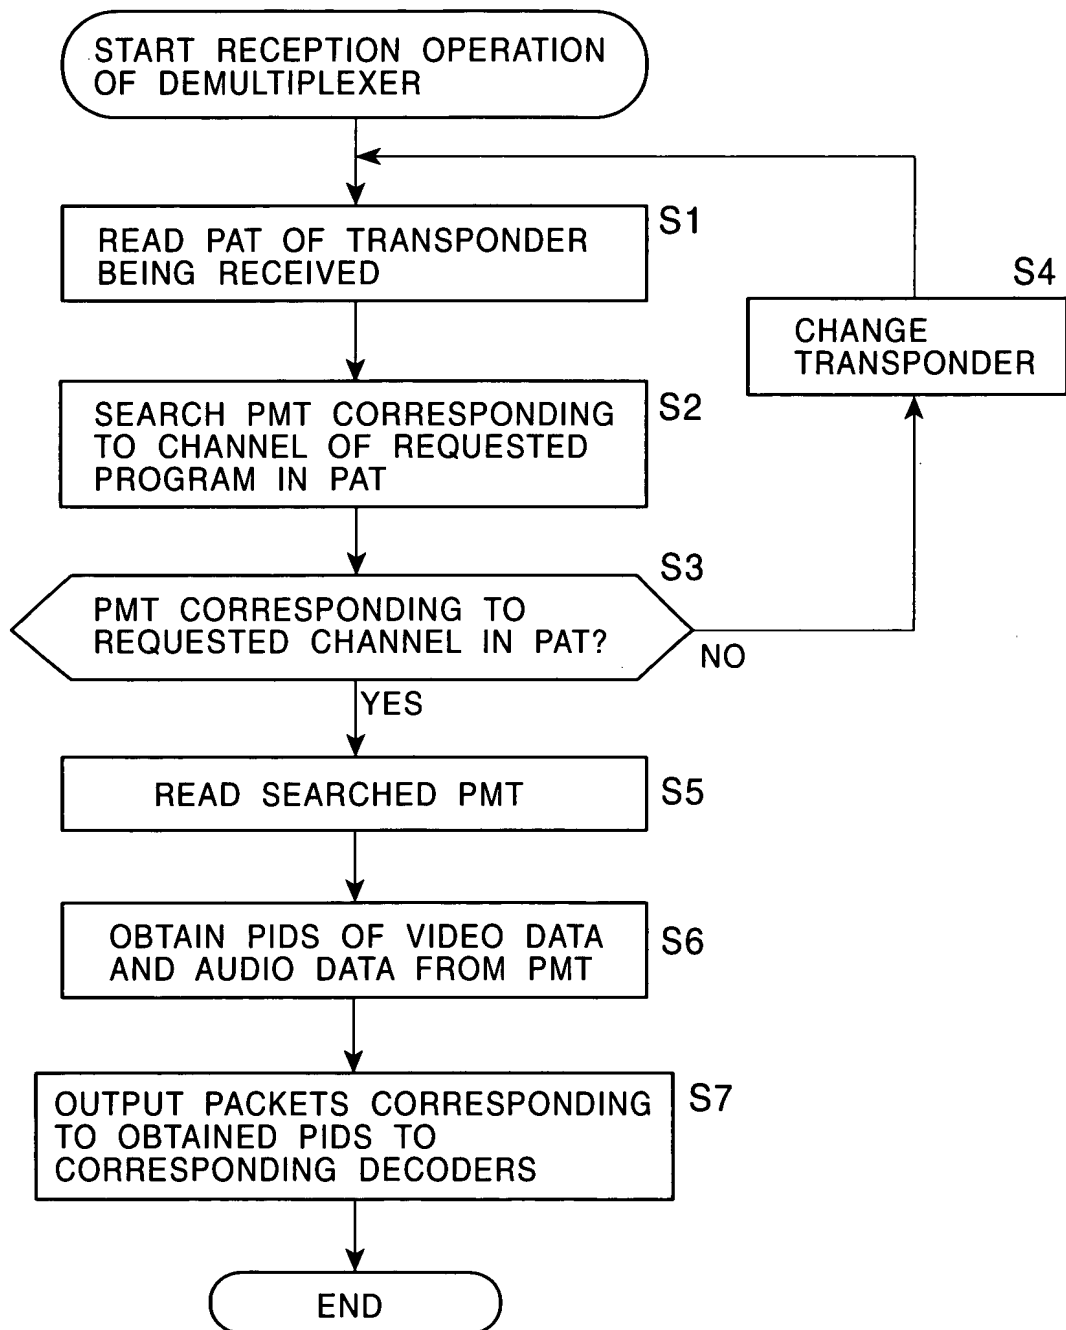 START RECEPTION OPERATION
OF DEMULTIPLEXER
READ PAT OF TRANSPONDER
BEING RECEIVED
S1
S4
CHANGE
TRANSPONDER
SEARCH PMT CORRESPONDING
TO CHANNEL OF REQUESTED
PROGRAM IN PAT
S2
S3
PMT CORRESPONDING TO
REQUESTED CHANNEL IN PAT?
NO
YES
READ SEARCHED PMT
S5
OBTAIN PIDS OF VIDEO DATA
AND AUDIO DATA FROM PMT
S6
OUTPUT PACKETS CORRESPONDING
TO OBTAINED PIDS TO
CORRESPONDING DECODERS
S7
END